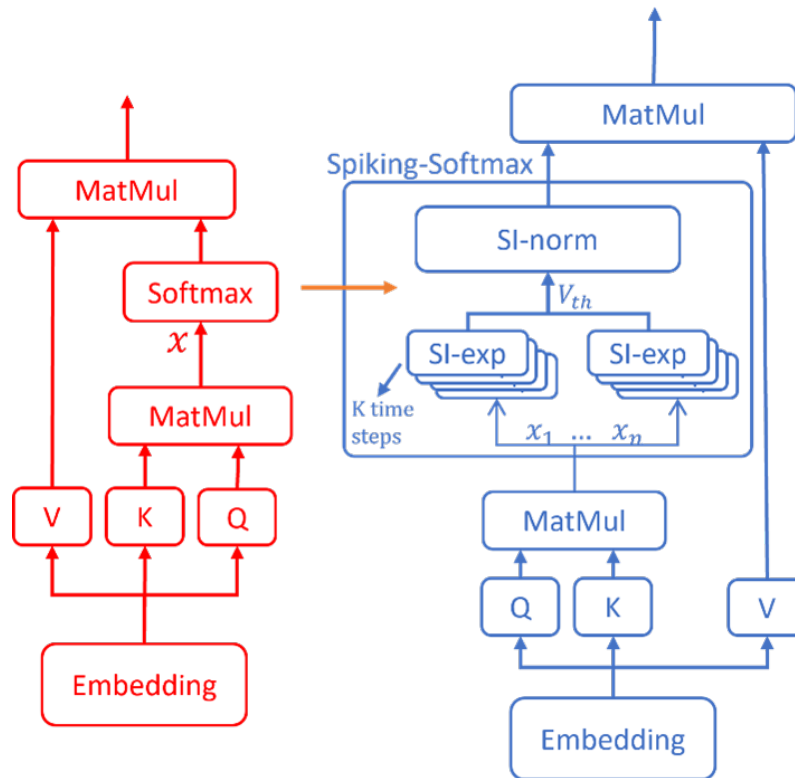 MatMul
Softmax
x
MatMul
V K Q
Embedding
MatMul
Spiking-Softmax
SI-norm
V_th
SI-exp SI-exp
K time
steps
x_1 ... x_n
MatMul
Q K V
Embedding